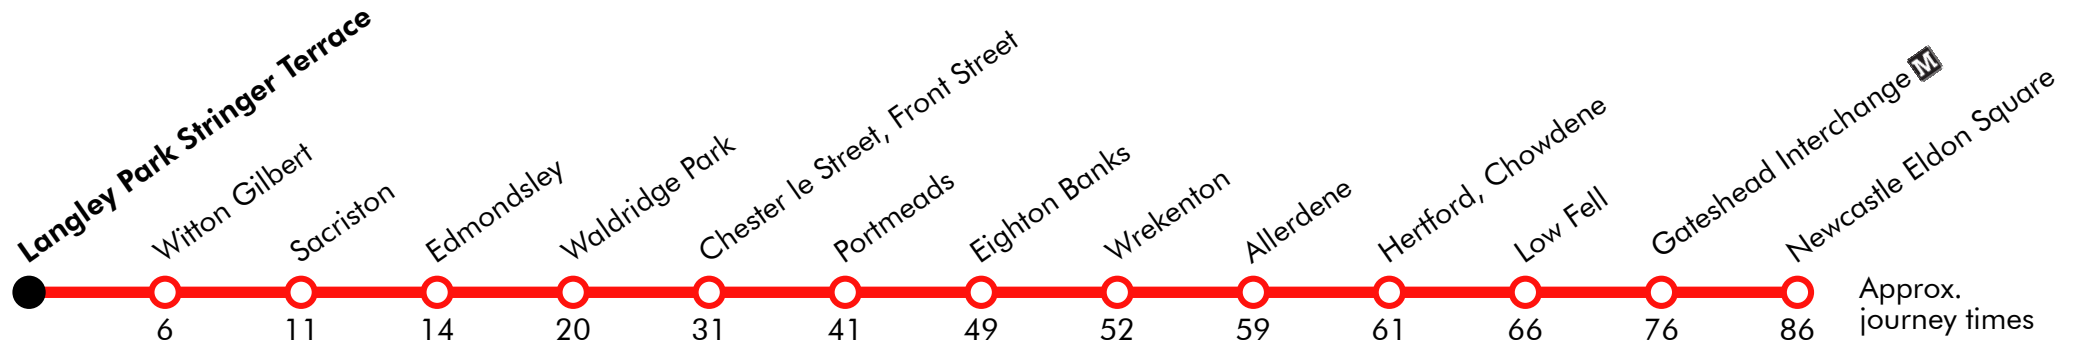 Langley Park Stringer Terrace
Witton Gilbert
Sacriston
Edmondsley
Waldridge Park
Chester le Street, Front Street
Portmeads
Eighton Banks
Wrekenton
Allerdene
Hertford, Chowdene
Low Fell
Gateshead Interchange M
Newcastle Eldon Square
6 11 14 20 31 41 49 52 59 61 66 76 86
Approx.
journey times